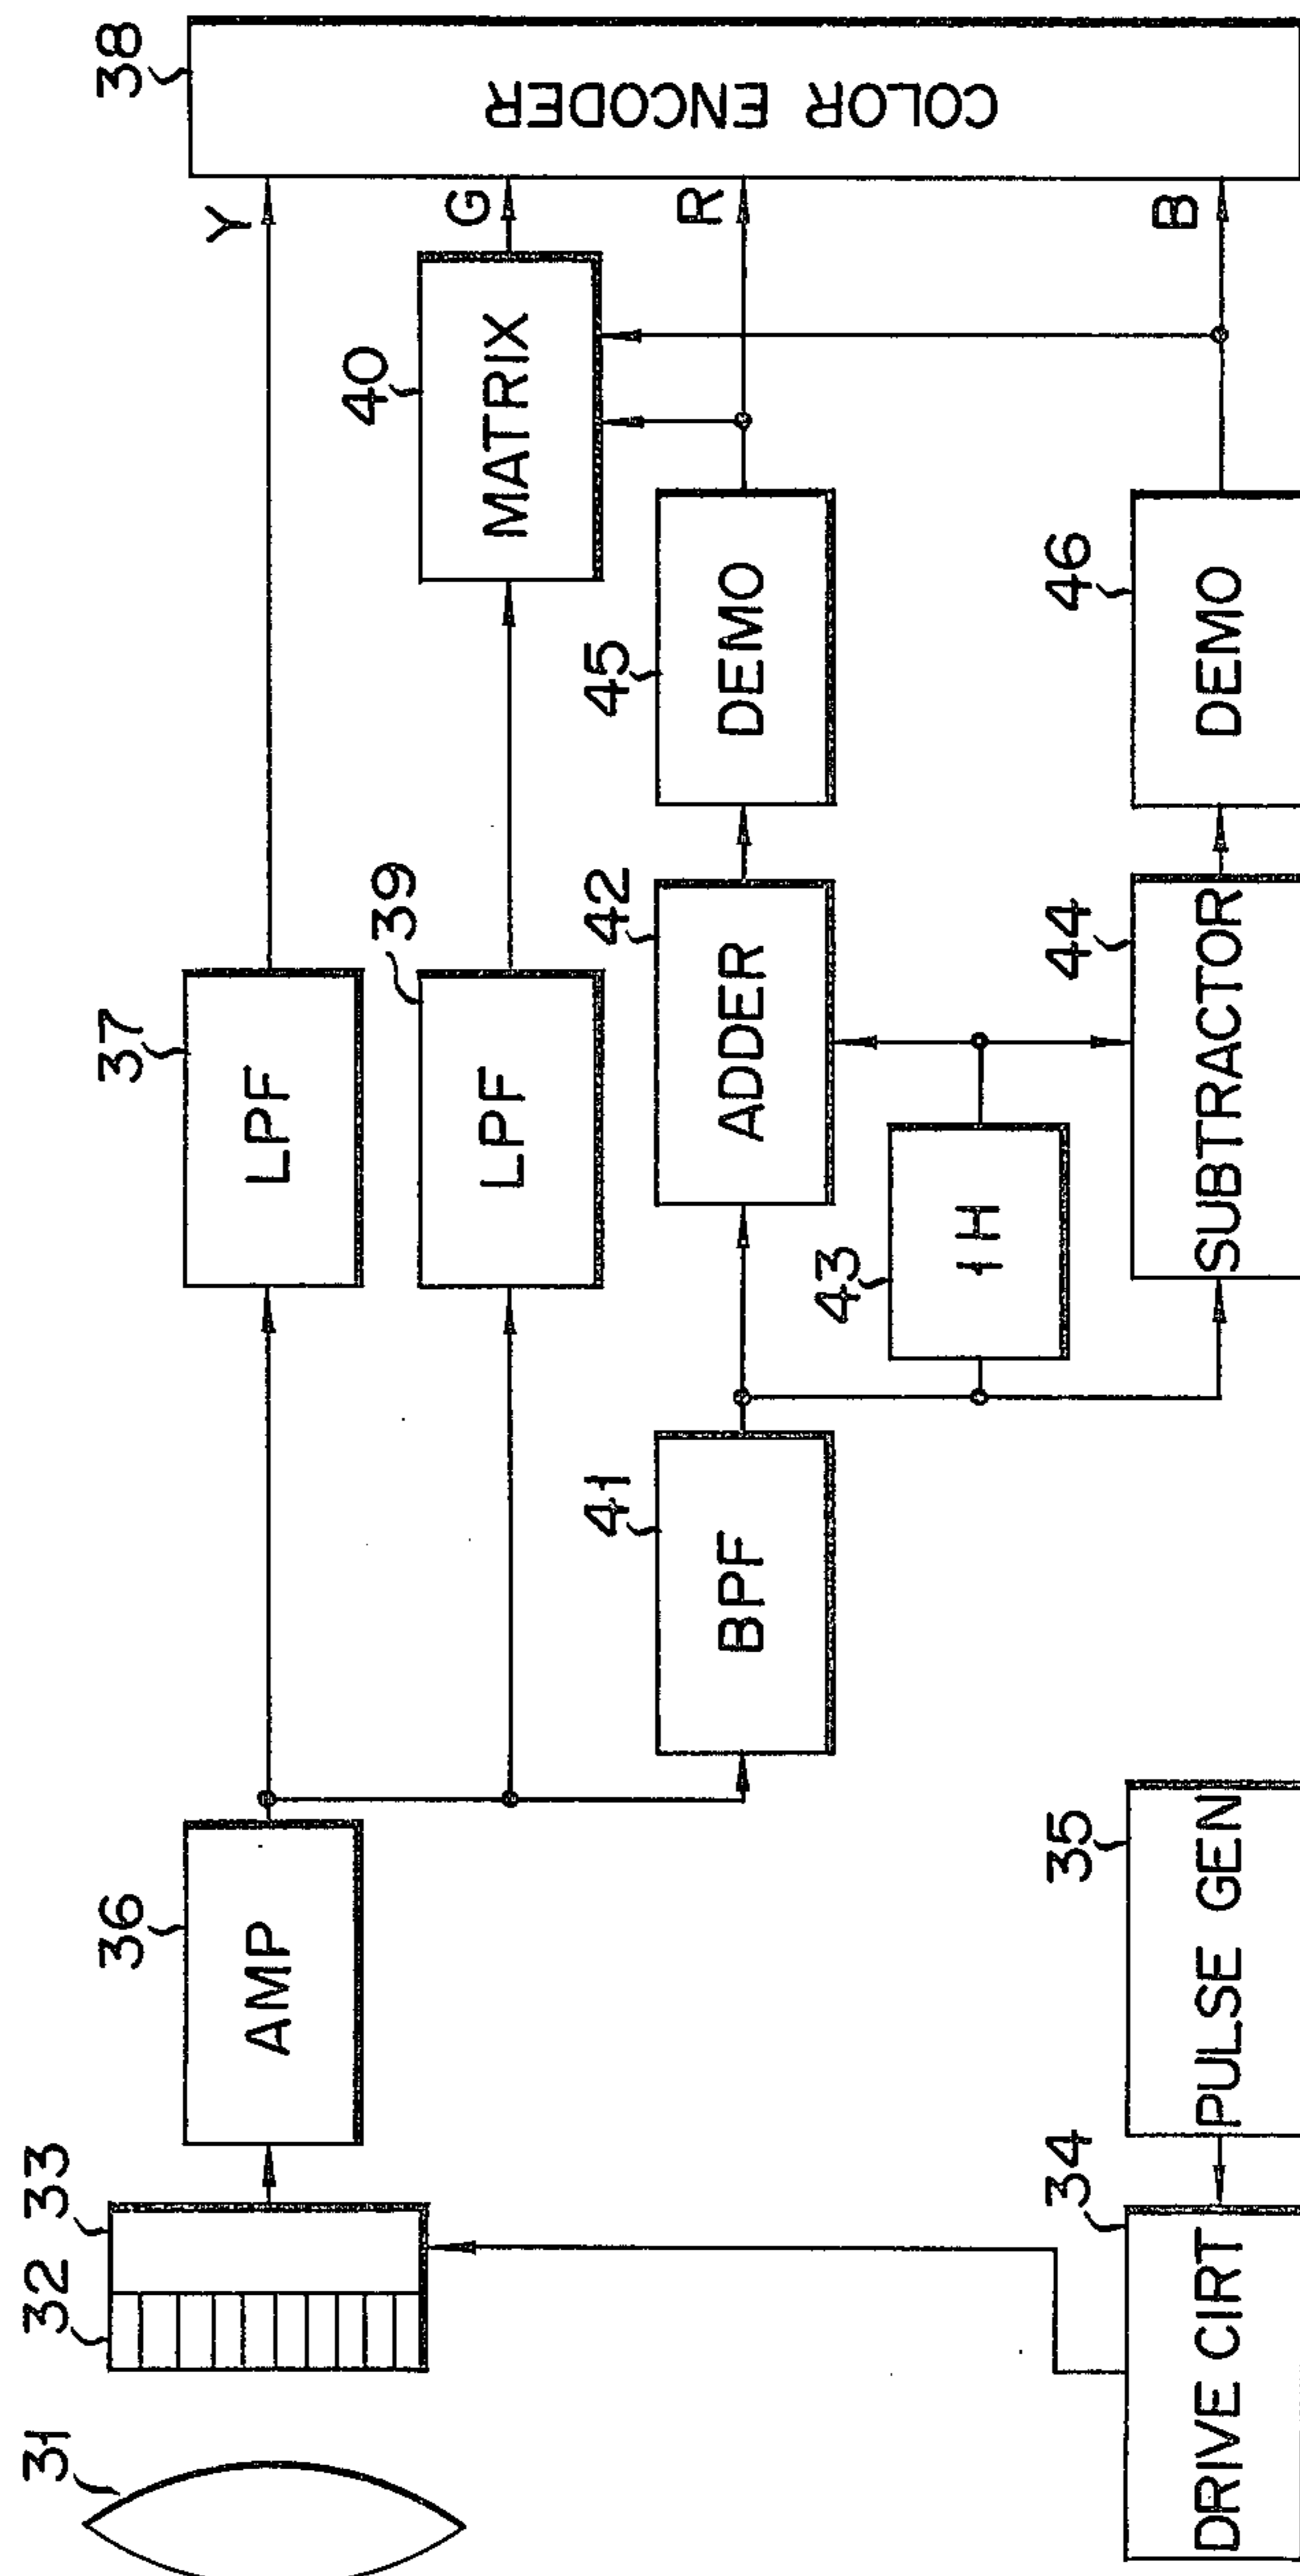 31
32
33
36
AMP
37
LPF
Y
38
COLOR ENCODER
39
LPF
40
MATRIX
G
41
BPF
42
ADDER
45
DEMO
R
43
1H
34
DRIVE CIRT
35
PULSE GEN
44
SUBTRACTOR
46
DEMO
B